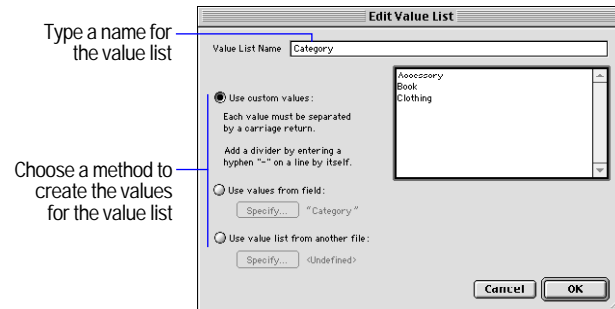 Edit Value List
Type a name for
the value list
Value List Name
Category
Accessory
Book
Clothing
Use custom values:
Each value must be separated
by a carriage return.
Add a divider by entering a
hyphen "-" on a line by itself.
Choose a method to
create the values
for the value list
Use values from field:
Specify... "Category"
Use value list from another file:
Specify... <Undefined>
Cancel OK